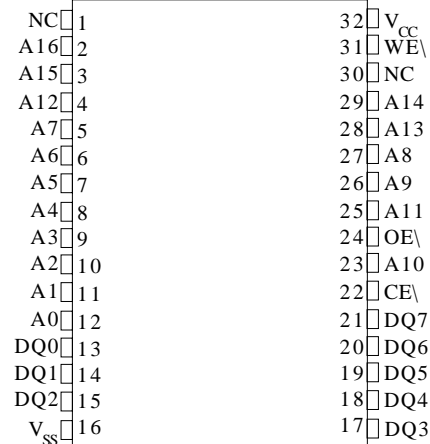 NC 1 32 VCC
A16 2 31 WE\
A15 3 30 NC
A12 4 29 A14
A7 5 28 A13
A6 6 27 A8
A5 7 26 A9
A4 8 25 A11
A3 9 24 OE\
A2 10 23 A10
A1 11 22 CE\
A0 12 21 DQ7
DQ0 13 20 DQ6
DQ1 14 19 DQ5
DQ2 15 18 DQ4
VSS 16 17 DQ3